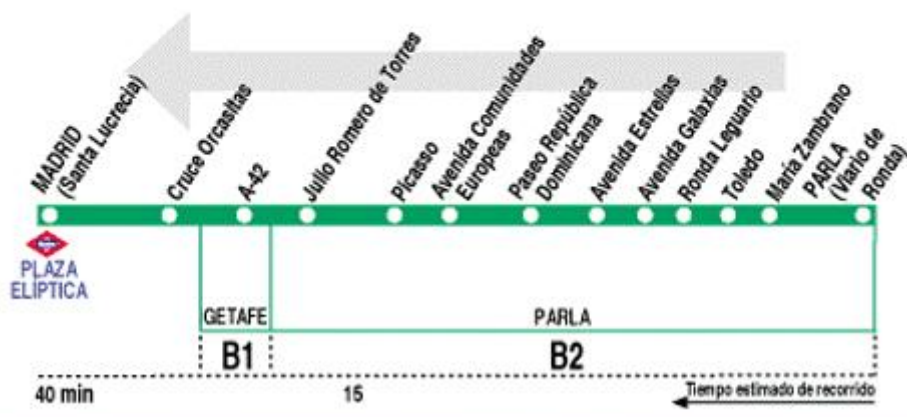 MADRID
(Santa Lucrecia)
Cruce Orcasitas
A-42
Julio Romero de Torres
Picasso
Avenida Comunidades
Europeas
Paseo República
Dominicana
Avenida Estrellas
Avenida Galaxias
Ronda Leguario
Toledo
María Zambrano
PARLA
(Viario de
Ronda)
PLAZA
ELÍPTICA
GETAFE
PARLA
B1
B2
40 min
15
Tiempo estimado de recorrido